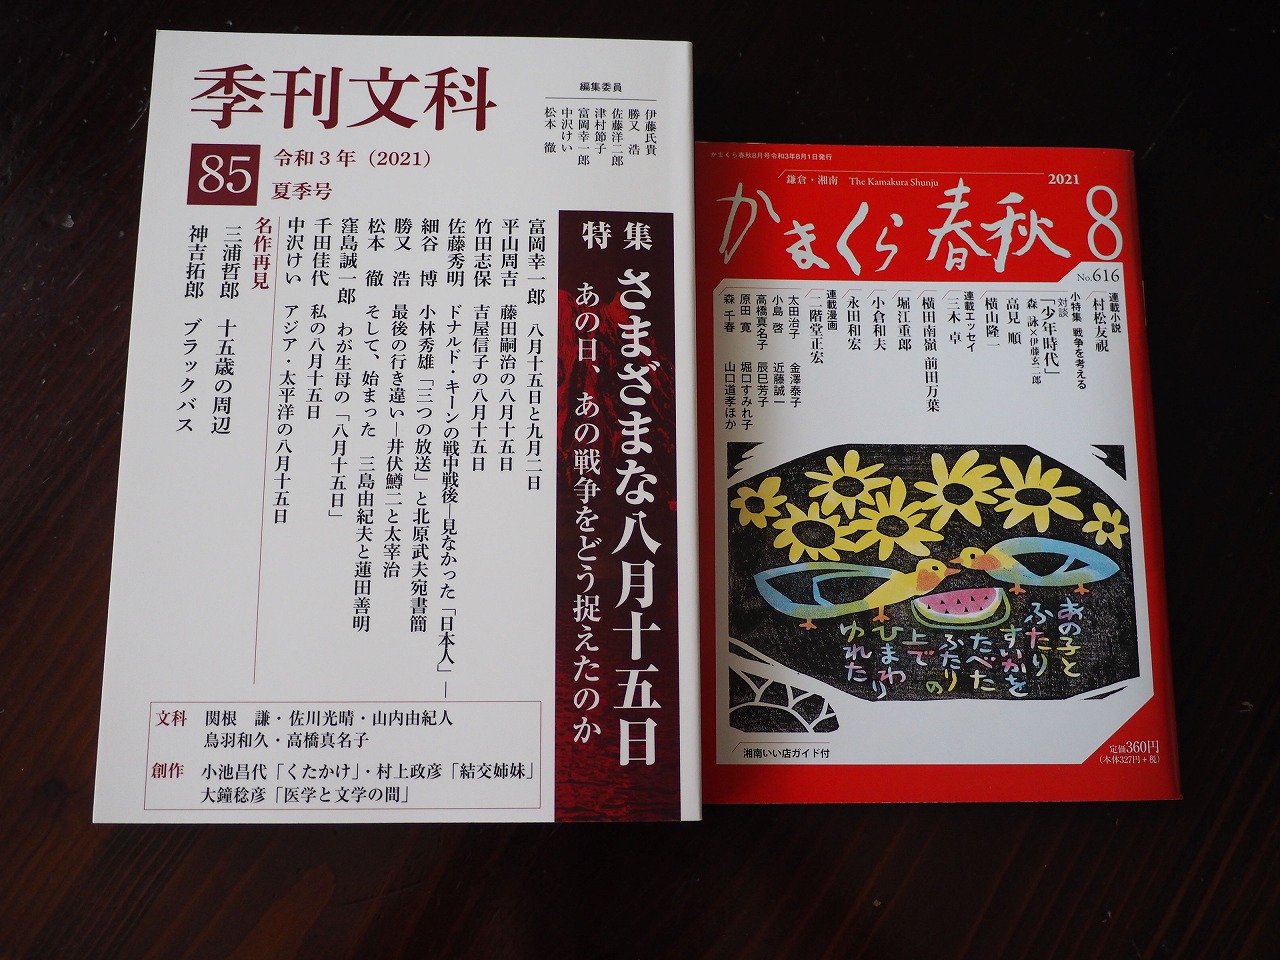 季刊文科
85
令和3年（2021）
夏季号
編集委員
伊藤氏貴
勝又 浩
佐藤洋二郎
津村節子
富岡幸一郎
中沢けい
松本 徹
特集 さまざまな八月十五日
あの日、あの戦争をどう捉えたのか
富岡幸一郎 八月十五日と九月二日
平山周吉 藤田嗣治の八月十五日
竹田志保 吉屋信子の八月十五日
佐藤秀明 ドナルド・キーンの戦中戦後―見なかった「日本人」―
細谷 博 小林秀雄「三つの放送」と北原武夫宛書簡
勝又 浩 最後の行き違い―井伏鱒二と太宰治
松本 徹 そして、始まった 三島由紀夫と蓮田善明
窪島誠一郎 わが生母の「八月十五日」
千田佳代 私の八月十五日
中沢けい アジア・太平洋の八月十五日
名作再見
三浦哲郎 十五歳の周辺
神吉拓郎 ブラックバス
文科 関根 謙・佐川光晴・山内由紀人
鳥羽和久・高橋真名子
創作 小池昌代「くたかけ」・村上政彦「結交姉妹」
大鐘稔彦「医学と文学の間」
かまくら春秋8月号令和3年8月1日発行
鎌倉・湘南 The Kamakura Shunju
2021
8
かまくら春秋
No.616
連載小説
村松友視
小特集 戦争を考える
対談
「少年時代」
森 詠×伊藤玄二郎
高見 順
横山隆一
連載エッセイ
三木 卓
横田南嶺 前田万葉
堀江重郎
小倉和夫
永田和宏
連載漫画
二階堂正宏
太田治子 金澤泰子
小島 啓 近藤誠一
高橋真名子 辰巳芳子
原田 寛 堀口すみれ子
森 千春 山口道孝ほか
あの子と
ふたり
すいかを
たべた
ふたりの
上で
ひまわり
ゆれた
湘南いい店ガイド付
定価360円
（本体327円+税）